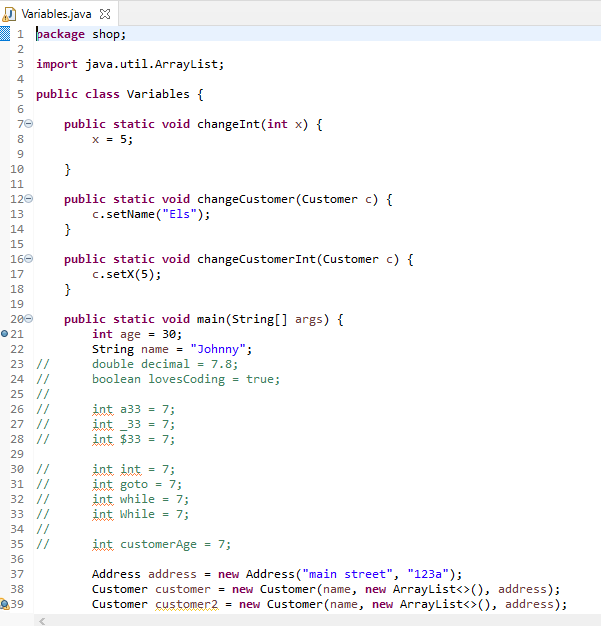 Variables.java
1 package shop;
2
3 import java.util.ArrayList;
4
5 public class Variables {
6
7 public static void changeInt(int x) {
8 x = 5;
9
10 }
11
12 public static void changeCustomer(Customer c) {
13 c.setName("Els");
14 }
15
16 public static void changeCustomerInt(Customer c) {
17 c.setX(5);
18 }
19
20 public static void main(String[] args) {
21 int age = 30;
22 String name = "Johnny";
23 // double decimal = 7.8;
24 // boolean lovesCoding = true;
25 //
26 // int a33 = 7;
27 // int _33 = 7;
28 // int $33 = 7;
29
30 // int int = 7;
31 // int goto = 7;
32 // int while = 7;
33 // int While = 7;
34 //
35 // int customerAge = 7;
36
37 Address address = new Address("main street", "123a");
38 Customer customer = new Customer(name, new ArrayList<>(), address);
39 Customer customer2 = new Customer(name, new ArrayList<>(), address);